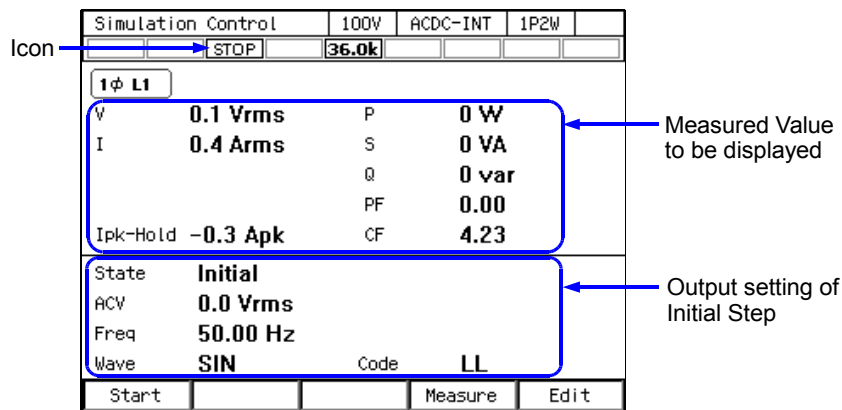 Simulation Control 100V ACDC-INT 1P2W
Icon STOP 36.0k
1ϕ L1
V 0.1 Vrms P 0 W
Measured Value
I 0.4 Arms S 0 VA
to be displayed
Q 0 var
PF 0.00
Ipk-Hold -0.3 Apk CF 4.23
State Initial
Output setting of
ACV 0.0 Vrms
Initial Step
Freq 50.00 Hz
Wave SIN Code LL
Start Measure Edit